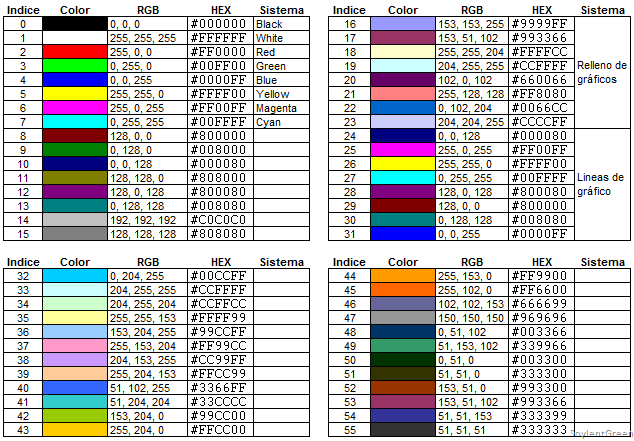 Indice Color RGB HEX Sistema
0 0, 0, 0 #000000 Black
1 255, 255, 255 #FFFFFF White
2 255, 0, 0 #FF0000 Red
3 0, 255, 0 #00FF00 Green
4 0, 0, 255 #0000FF Blue
5 255, 255, 0 #FFFF00 Yellow
6 255, 0, 255 #FF00FF Magenta
7 0, 255, 255 #00FFFF Cyan
8 128, 0, 0 #800000
9 0, 128, 0 #008000
10 0, 0, 128 #000080
11 128, 128, 0 #808000
12 128, 0, 128 #800080
13 0, 128, 128 #008080
14 192, 192, 192 #C0C0C0
15 128, 128, 128 #808080
Indice Color RGB HEX Sistema
16 153, 153, 255 #9999FF
17 153, 51, 102 #993366
18 255, 255, 204 #FFFFCC
19 204, 255, 255 #CCFFFF
Relleno de
20 102, 0, 102 #660066
gráficos
21 255, 128, 128 #FF8080
22 0, 102, 204 #0066CC
23 204, 204, 255 #CCCCFF
24 0, 0, 128 #000080
25 255, 0, 255 #FF00FF
26 255, 255, 0 #FFFF00
27 0, 255, 255 #00FFFF
Lineas de
28 128, 0, 128 #800080
gráfico
29 128, 0, 0 #800000
30 0, 128, 128 #008080
31 0, 0, 255 #0000FF
Indice Color RGB HEX Sistema
32 0, 204, 255 #00CCFF
33 204, 255, 255 #CCFFFF
34 204, 255, 204 #CCFFCC
35 255, 255, 153 #FFFF99
36 153, 204, 255 #99CCFF
37 255, 153, 204 #FF99CC
38 204, 153, 255 #CC99FF
39 255, 204, 153 #FFCC99
40 51, 102, 255 #3366FF
41 51, 204, 204 #33CCCC
42 153, 204, 0 #99CC00
43 255, 204, 0 #FFCC00
Indice Color RGB HEX Sistema
44 255, 153, 0 #FF9900
45 255, 102, 0 #FF6600
46 102, 102, 153 #666699
47 150, 150, 150 #969696
48 0, 51, 102 #003366
49 51, 153, 102 #339966
50 0, 51, 0 #003300
51 51, 51, 0 #333300
52 153, 51, 0 #993300
53 153, 51, 102 #993366
54 51, 51, 153 #333399
55 51, 51, 51 #333333
SoylentGreen